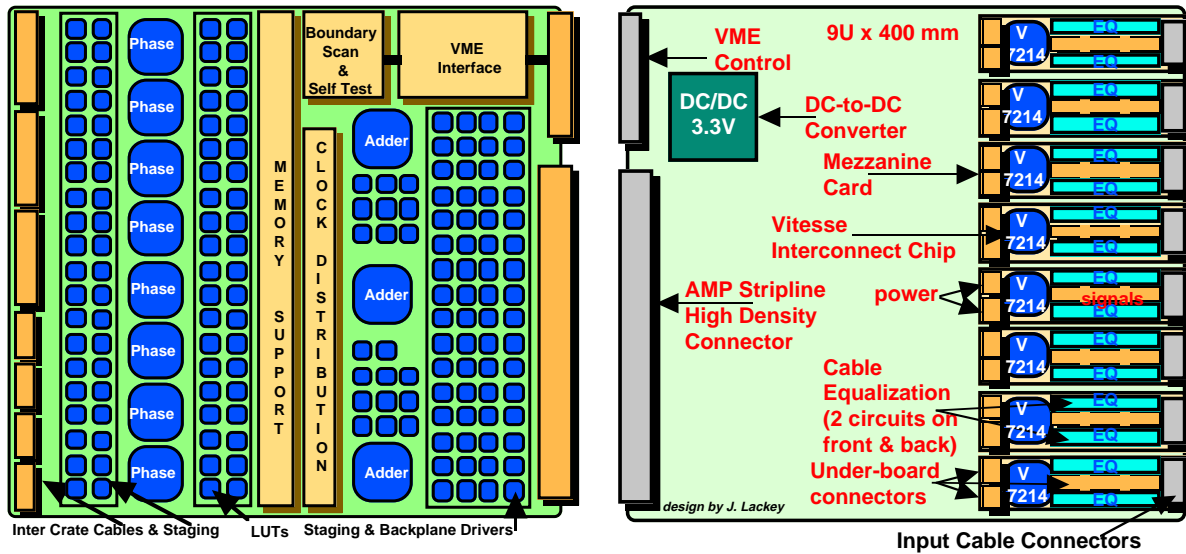 Phase
Phase
Phase
Phase
Phase
Phase
Phase
Phase
MEMORY SUPPORT
Boundary
Scan
&
Self Test
VME
Interface
CLOCK DISTRIBUTION
Adder
Adder
Adder
Inter Crate Cables & Staging
LUTs
Staging & Backplane Drivers
VME
Control
9U x 400 mm
DC/DC
3.3V
DC-to-DC
Converter
Mezzanine
Card
Vitesse
Interconnect Chip
AMP Stripline
High Density
Connector
power
signals
Cable
Equalization
(2 circuits on
front & back)
Under-board
connectors
design by J. Lackey
Input Cable Connectors
V
7214
EQ
EQ
V
7214
EQ
EQ
V
7214
EQ
EQ
V
7214
EQ
EQ
V
7214
EQ
EQ
V
7214
EQ
EQ
V
7214
EQ
EQ
V
7214
EQ
EQ